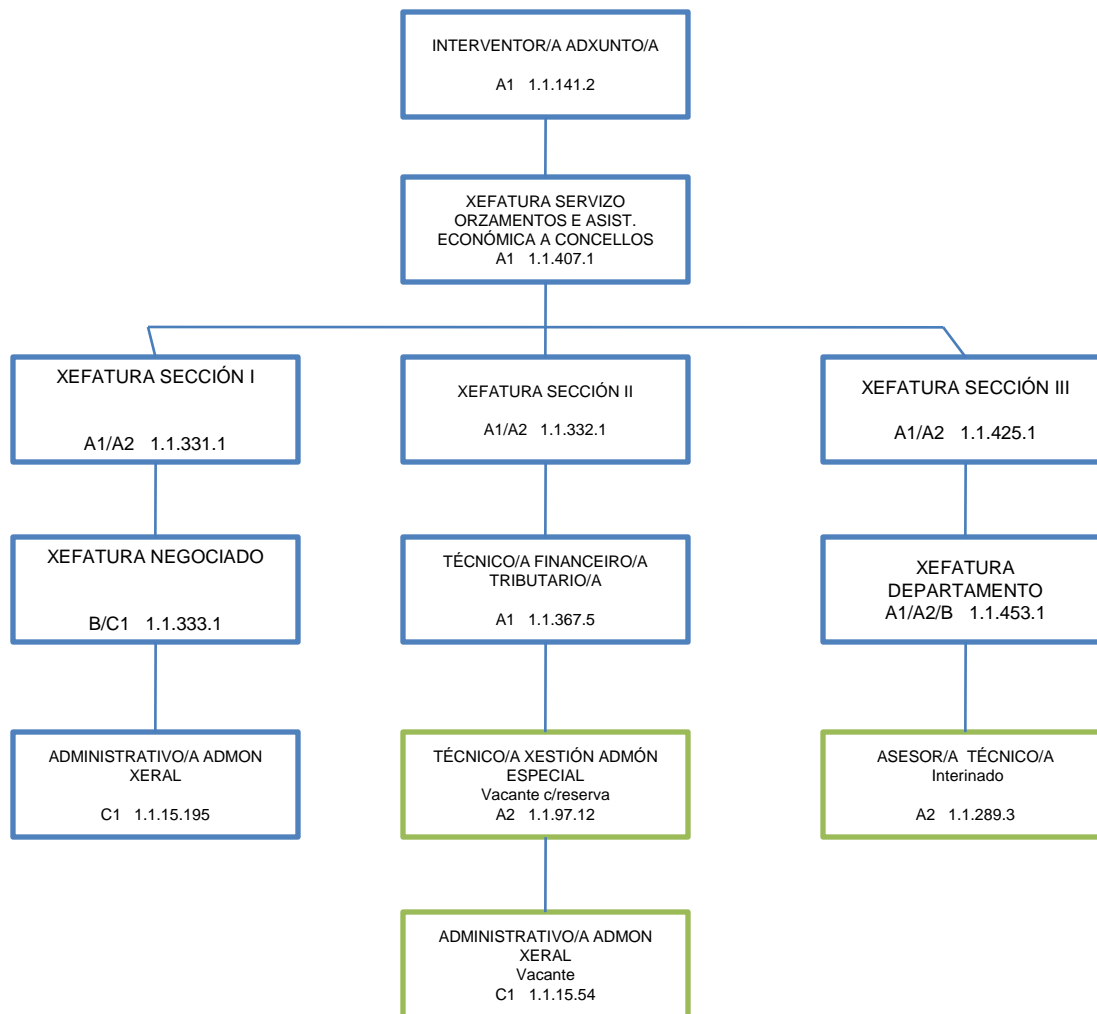 INTERVENTOR/A ADXUNTO/A
A1 1.1.141.2
XEFATURA SERVIZO
ORZAMENTOS E ASIST.
ECONÓMICA A CONCELLOS
A1 1.1.407.1
XEFATURA SECCIÓN I
A1/A2 1.1.331.1
XEFATURA SECCIÓN II
A1/A2 1.1.332.1
XEFATURA SECCIÓN III
A1/A2 1.1.425.1
XEFATURA NEGOCIADO
B/C1 1.1.333.1
TÉCNICO/A FINANCEIRO/A
TRIBUTARIO/A
A1 1.1.367.5
XEFATURA
DEPARTAMENTO
A1/A2/B 1.1.453.1
ADMINISTRATIVO/A ADMON
XERAL
C1 1.1.15.195
TÉCNICO/A XESTIÓN ADMÓN
ESPECIAL
Vacante c/reserva
A2 1.1.97.12
ASESOR/A TÉCNICO/A
Interinado
A2 1.1.289.3
ADMINISTRATIVO/A ADMON
XERAL
Vacante
C1 1.1.15.54